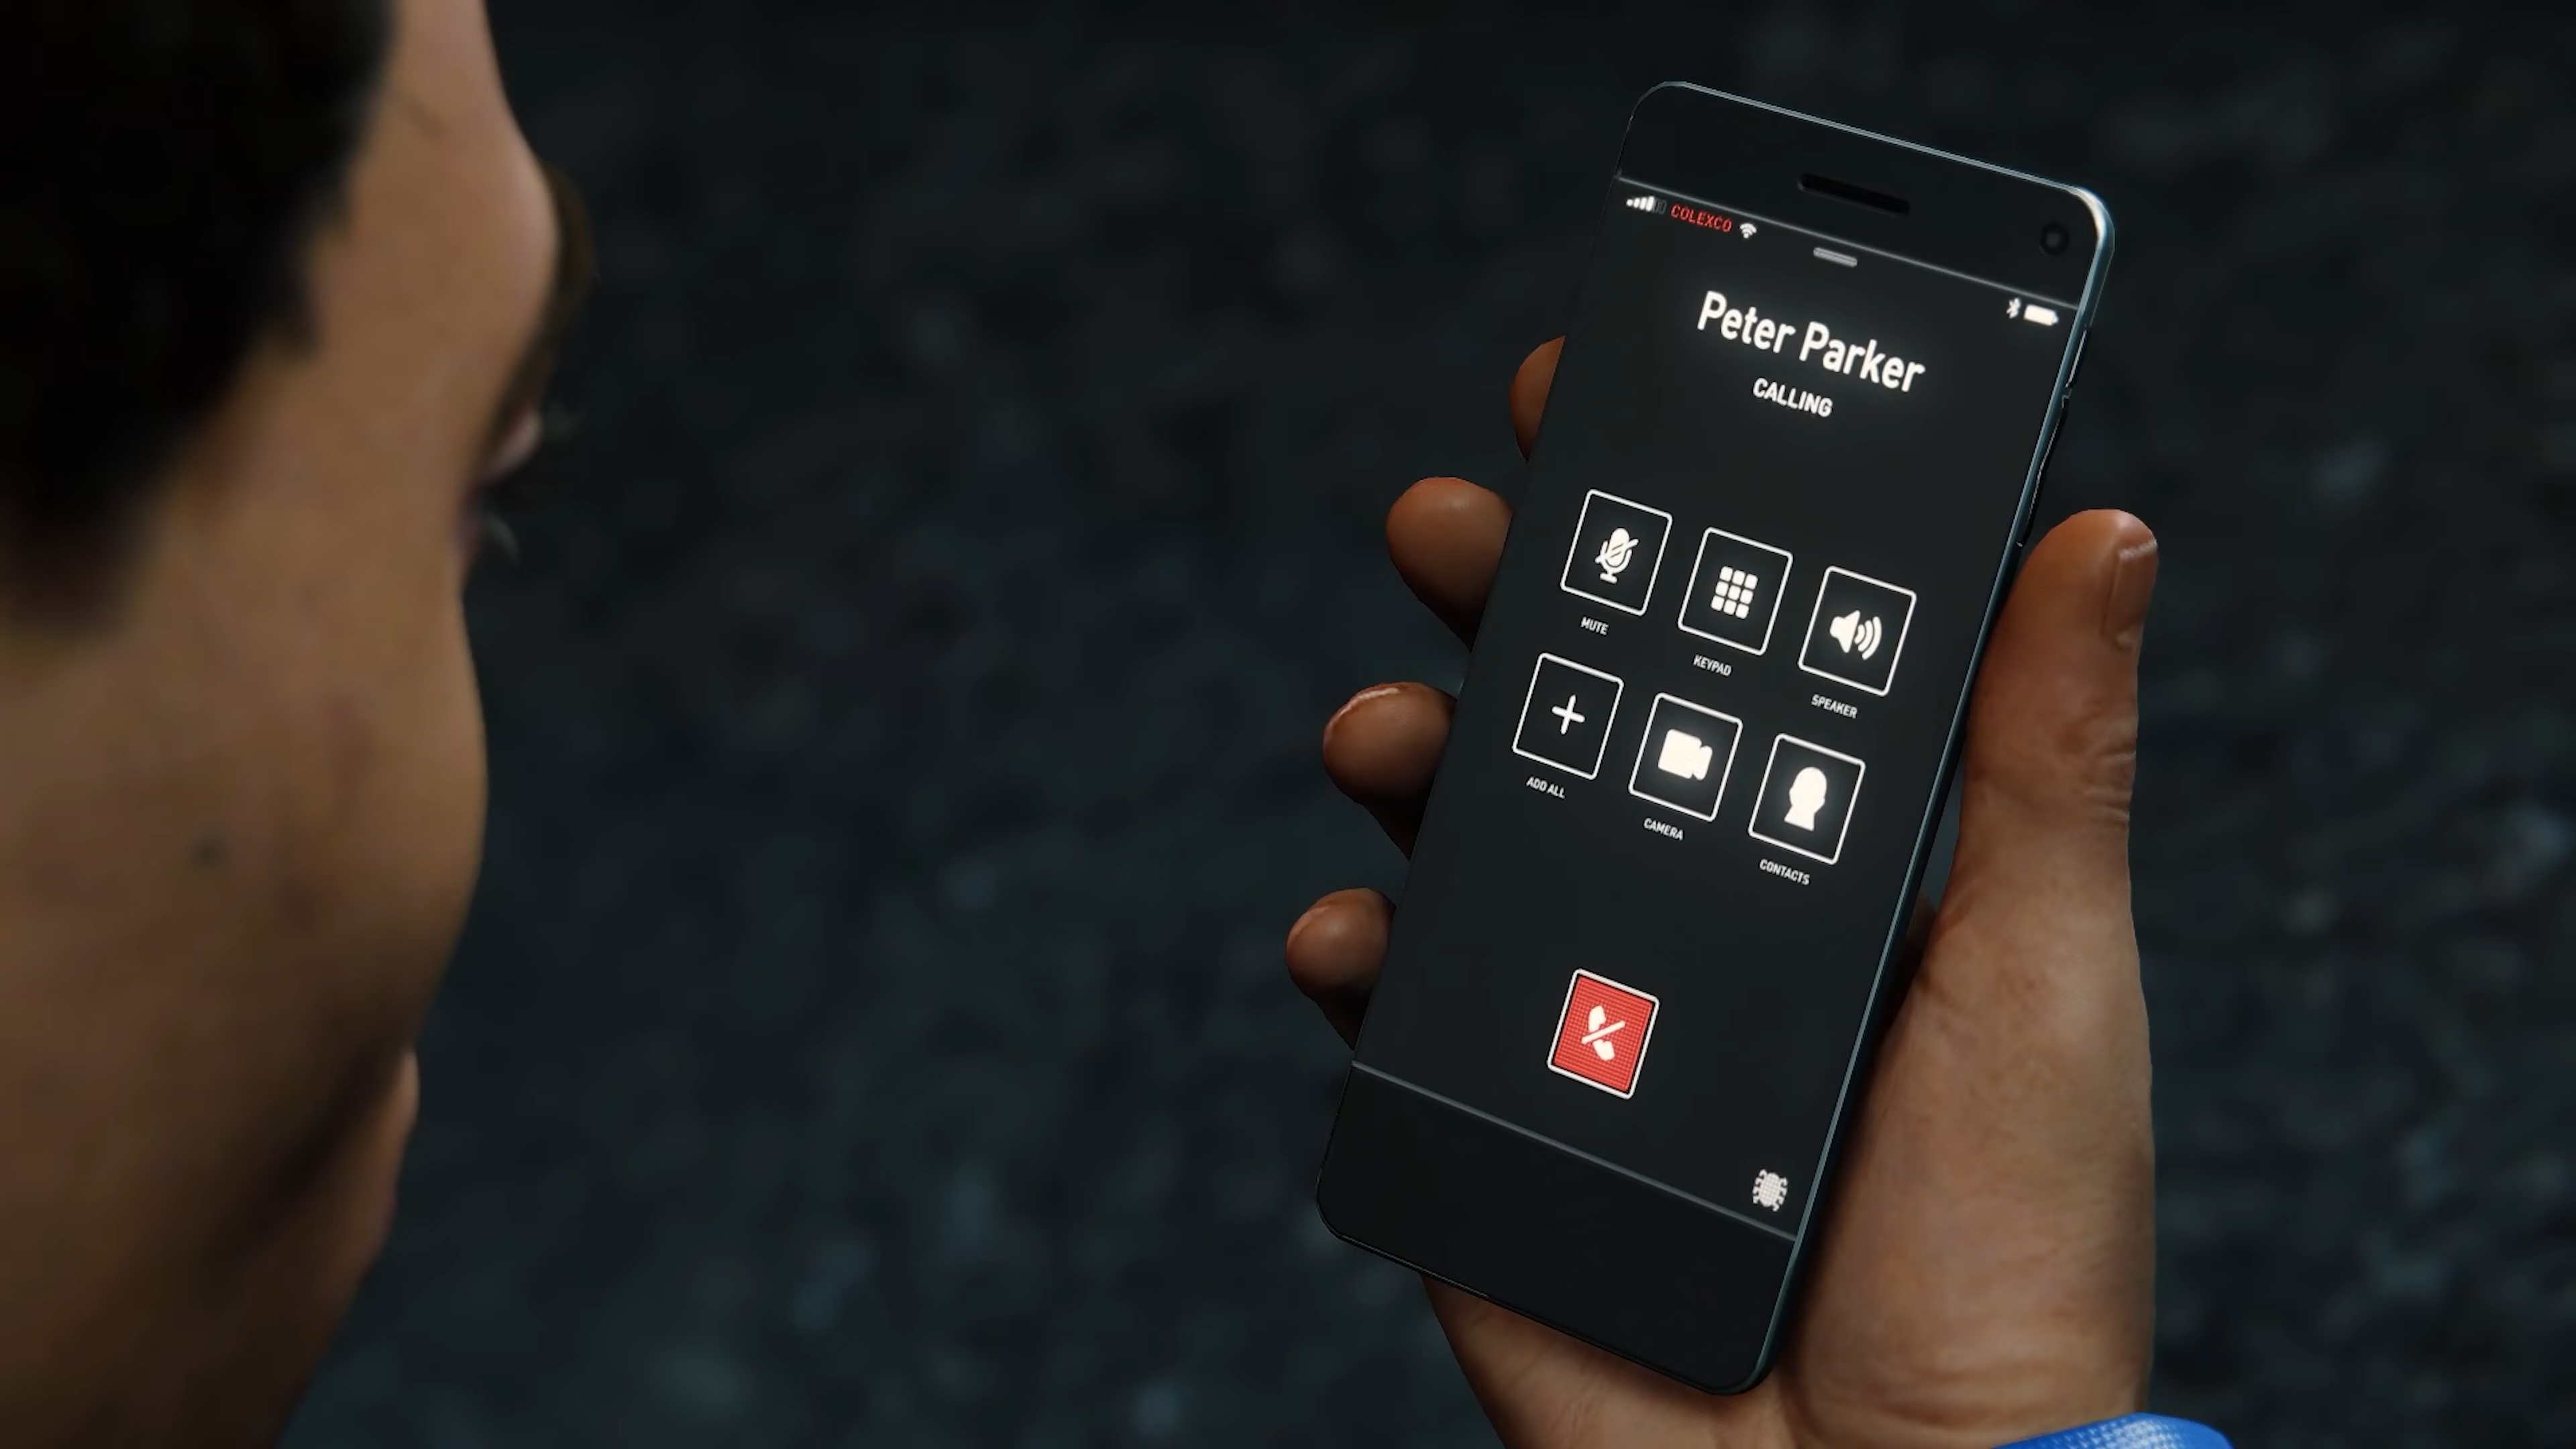 COLEXCO
Peter Parker
CALLING
MUTE
KEYPAD
SPEAKER
ADD ALL
CAMERA
CONTACTS